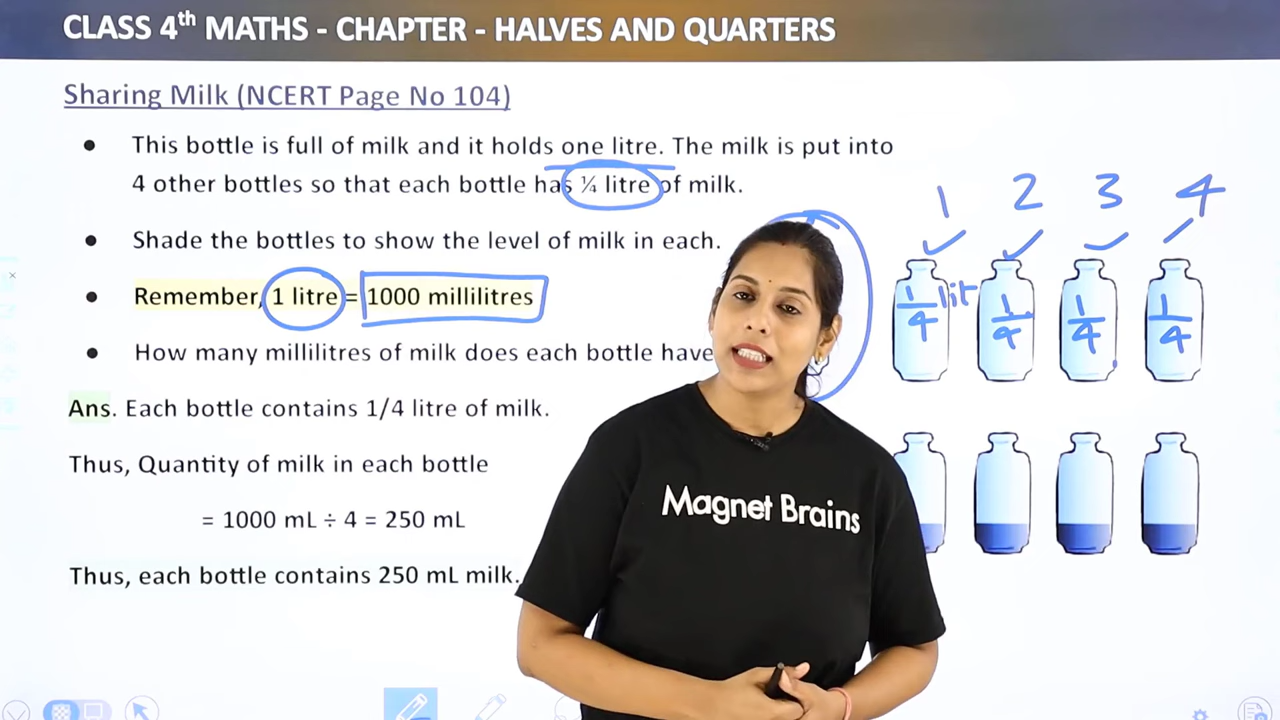 CLASS 4th MATHS - CHAPTER - HALVES AND QUARTERS
Sharing Milk (NCERT Page No 104)
• This bottle is full of milk and it holds one litre. The milk is put into
4 other bottles so that each bottle has ¼ litre of milk.
• Shade the bottles to show the level of milk in each.
• Remember, 1 litre = 1000 millilitres
• How many millilitres of milk does each bottle have
Ans. Each bottle contains 1/4 litre of milk.
Thus, Quantity of milk in each bottle
= 1000 mL ÷ 4 = 250 mL
Thus, each bottle contains 250 mL milk.
1 2 3 4
1/4 lit 1/4 1/4 1/4
Magnet Brains